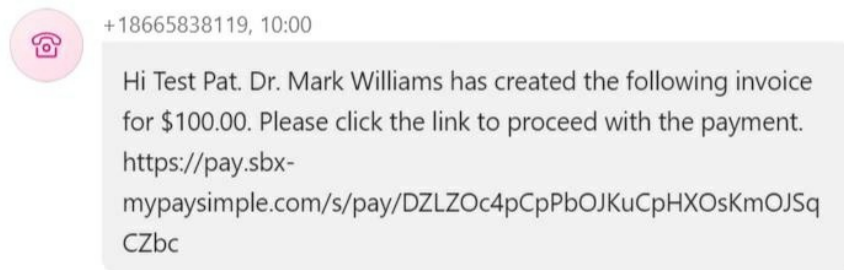 +18665838119, 10:00
Hi Test Pat. Dr. Mark Williams has created the following invoice
for $100.00. Please click the link to proceed with the payment.
https://pay.sbx-
mypaysimple.com/s/pay/DZLZOc4pCpPbOJKuCpHXOsKmOJSq
CZbc